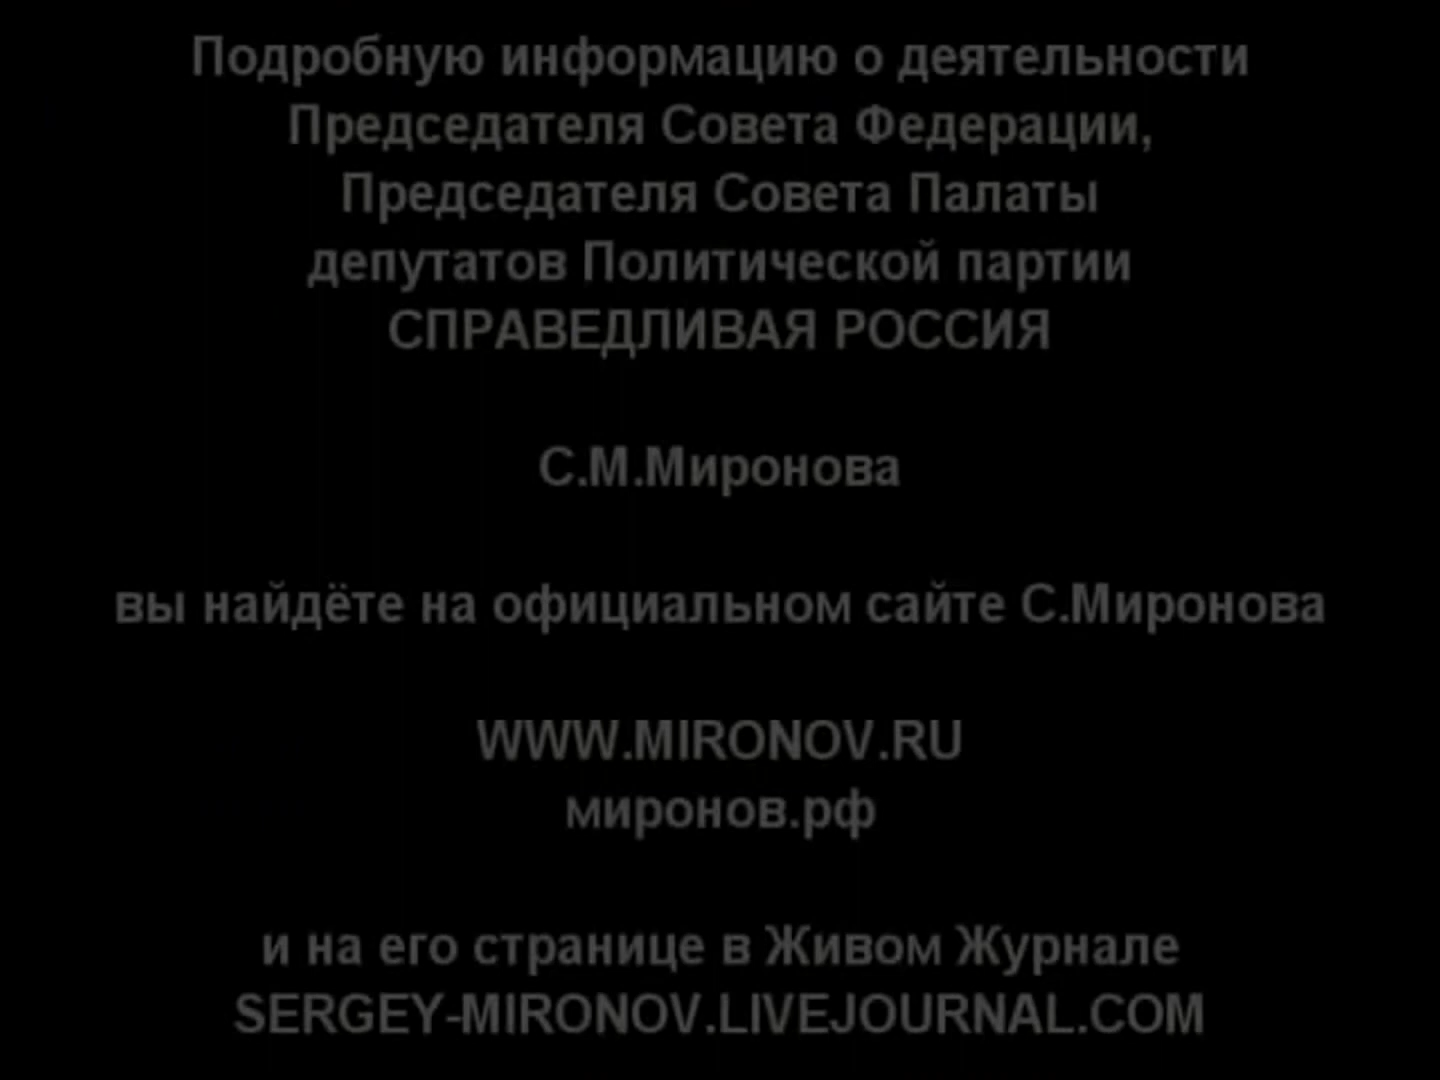 Подробную информацию о деятельности
Председателя Совета Федерации,
Председателя Совета Палаты
депутатов Политической партии
СПРАВЕДЛИВАЯ РОССИЯ
С.М.Миронова
вы найдёте на официальном сайте С.Миронова
WWW.MIRONOV.RU
миронов.рф
и на его странице в Живом Журнале
SERGEY-MIRONOV.LIVEJOURNAL.COM